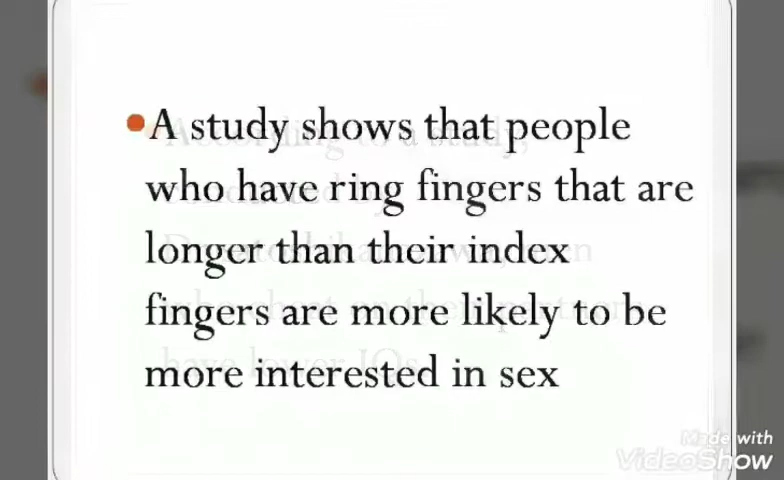 •A study shows that people
who have ring fingers that are
longer than their index
fingers are more likely to be
more interested in sex
Made with
VideoShow